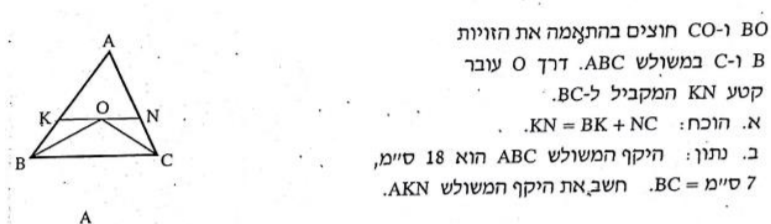 BO ו-CO חוצים בהתאמה את הזויות
B ו-C במשולש ABC. דרך O עובר
קטע KN המקביל ל-BC.
א. הוכח: KN = BK + NC.
ב. נתון: היקף המשולש ABC הוא 18 ס״מ,
7 ס״מ = BC. חשב את היקף המשולש AKN.
A
K
O
N
B
C
A